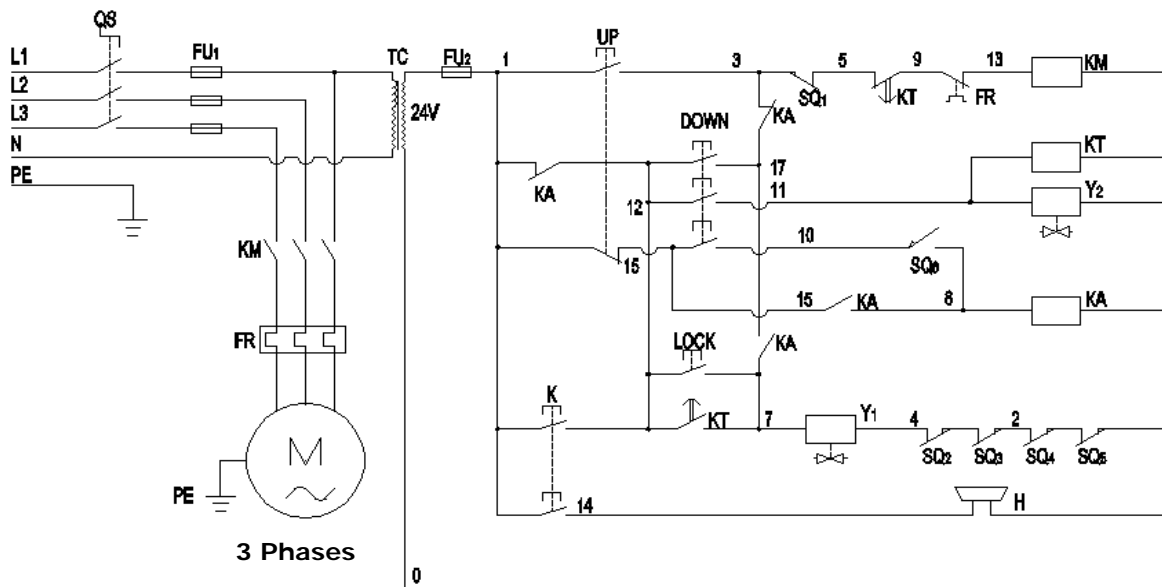 QS
L1
FU1
TC
FU2
1
UP
3
5
9
13
KM
L2
SQ1
KT
FR
L3
24V
KA
N
DOWN
KT
PE
KA
17
11
Y2
12
KM
15
10
SQ6
15
KA
8
KA
FR
LOCK
KA
K
M
KT
7
Y1
4
2
SQ2
SQ3
SQ4
SQ5
PE
14
H
3 Phases
0